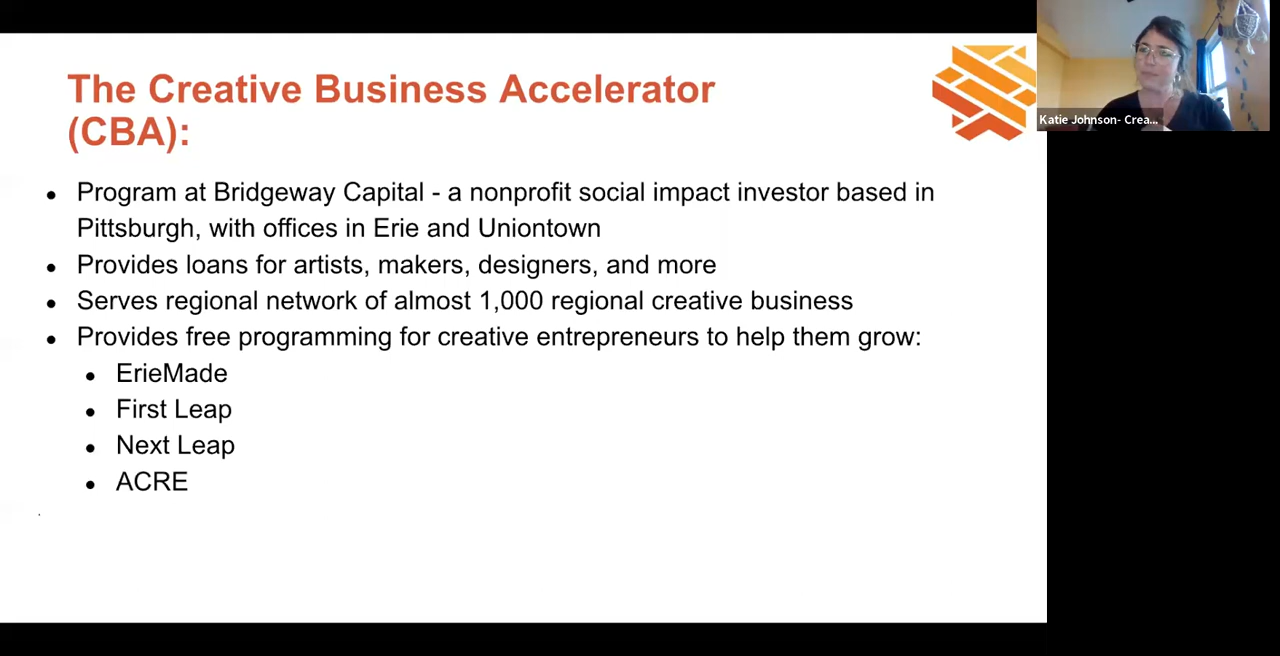 The Creative Business Accelerator
(CBA):
Katie Johnson- Crea...
● Program at Bridgeway Capital - a nonprofit social impact investor based in
Pittsburgh, with offices in Erie and Uniontown
● Provides loans for artists, makers, designers, and more
● Serves regional network of almost 1,000 regional creative business
● Provides free programming for creative entrepreneurs to help them grow:
● ErieMade
● First Leap
● Next Leap
● ACRE
.